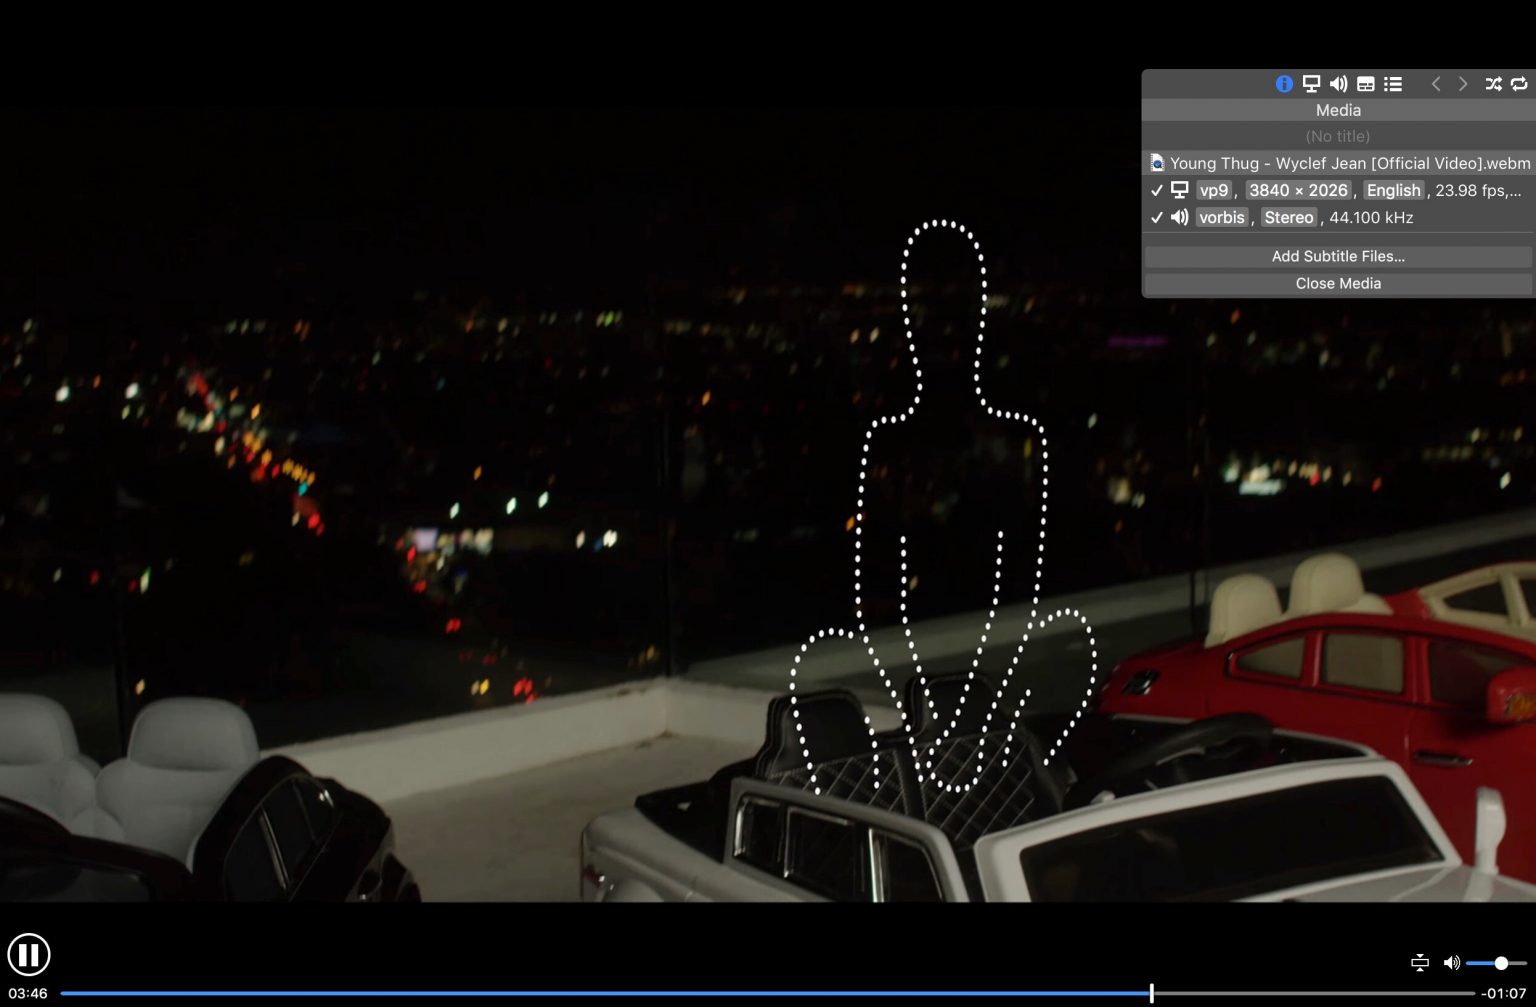 Media
(No title)
Young Thug - Wyclef Jean [Official Video].webm
vp9, 3840 × 2026, English, 23.98 fps,...
vorbis, Stereo, 44.100 kHz
Add Subtitle Files...
Close Media
03:46
-01:07